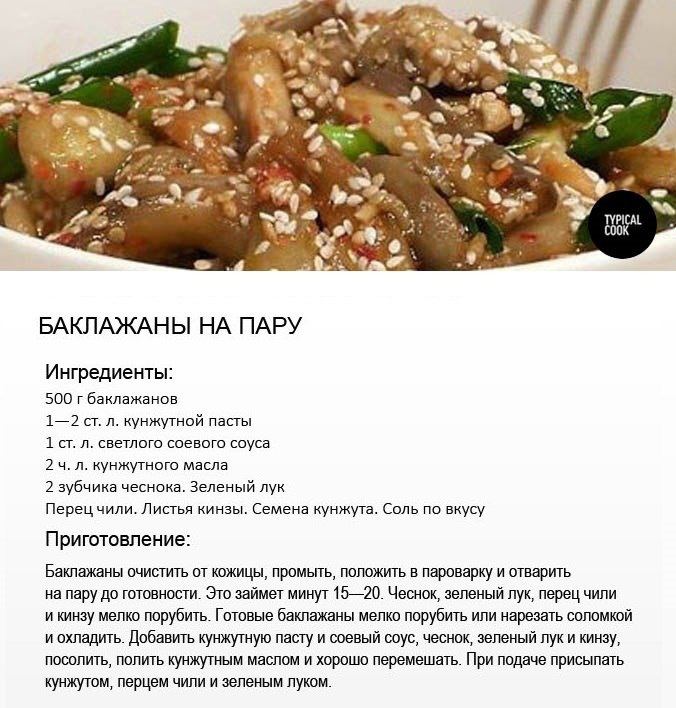 TYPICAL
COOK
БАКЛАЖАНЫ НА ПАРУ
Ингредиенты:
500 г баклажанов
1—2 ст. л. кунжутной пасты
1 ст. л. светлого соевого соуса
2 ч. л. кунжутного масла
2 зубчика чеснока. Зеленый лук
Перец чили. Листья кинзы. Семена кунжута. Соль по вкусу
Приготовление:
Баклажаны очистить от кожицы, промыть, положить в пароварку и отварить
на пару до готовности. Это займет минут 15—20. Чеснок, зеленый лук, перец чили
и кинзу мелко порубить. Готовые баклажаны мелко порубить или нарезать соломкой
и охладить. Добавить кунжутную пасту и соевый соус, чеснок, зеленый лук и кинзу,
посолить, полить кунжутным маслом и хорошо перемешать. При подаче присыпать
кунжутом, перцем чили и зеленым луком.